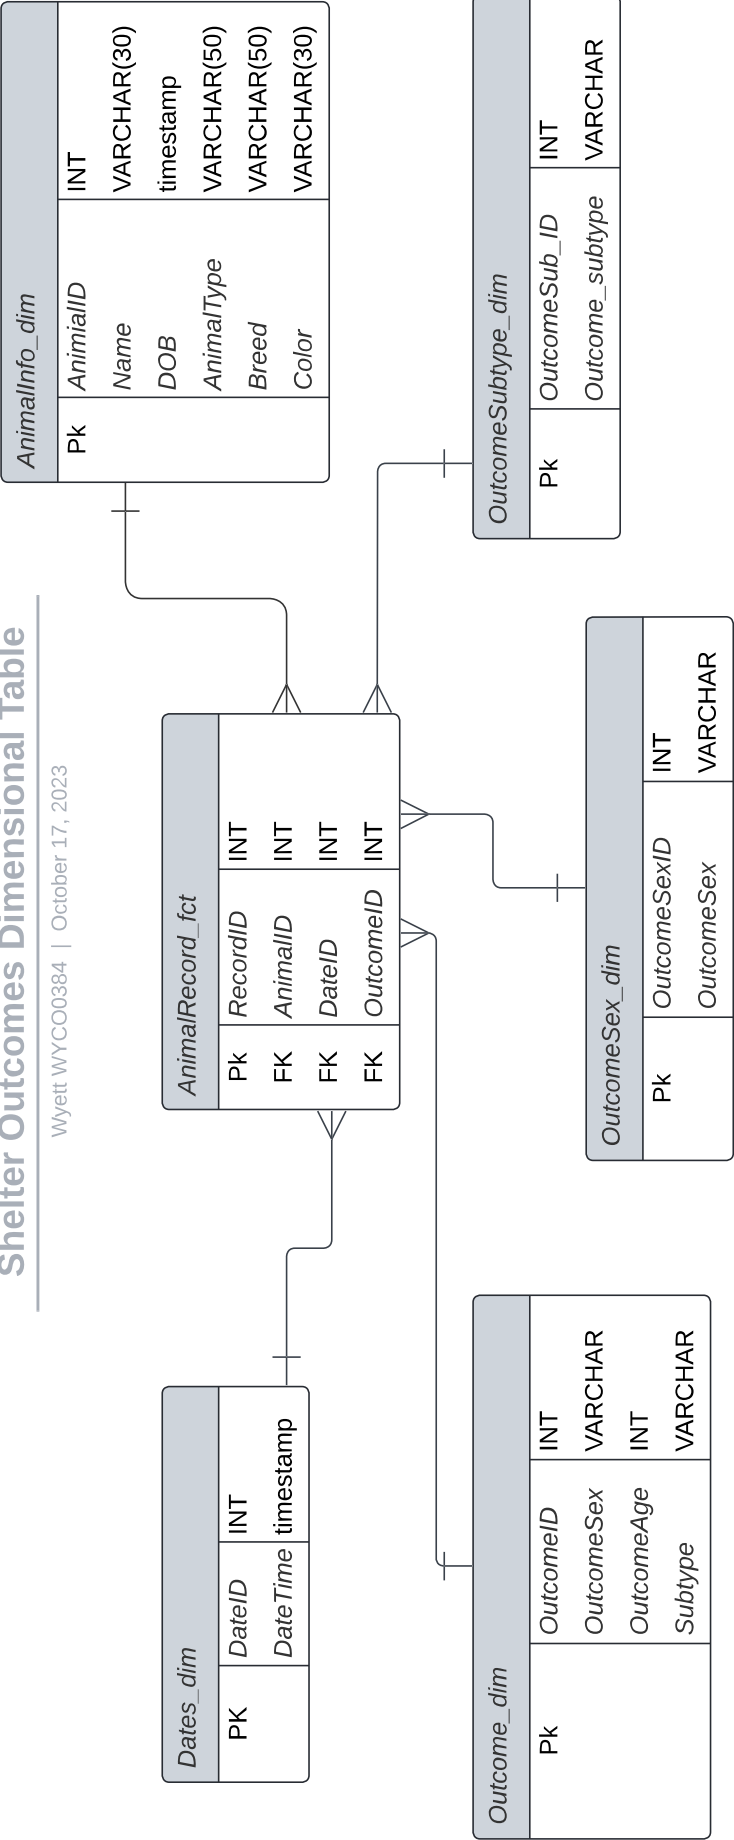 Shelter Outcomes Dimensional Table
Wyett WYCO0384 | October 17, 2023
AnimalInfo_dim
Pk AnimialID INT
Name VARCHAR(30)
DOB timestamp
AnimalType VARCHAR(50)
Breed VARCHAR(50)
Color VARCHAR(30)
Dates_dim
PK DateID INT
DateTime timestamp
AnimalRecord_fct
Pk RecordID INT
FK AnimalID INT
FK DateID INT
FK OutcomeID INT
Outcome_dim
Pk OutcomeID INT
OutcomeSex VARCHAR
OutcomeAge INT
Subtype VARCHAR
OutcomeSex_dim
Pk OutcomeSexID INT
OutcomeSex VARCHAR
OutcomeSubtype_dim
Pk OutcomeSub_ID INT
Outcome_subtype VARCHAR